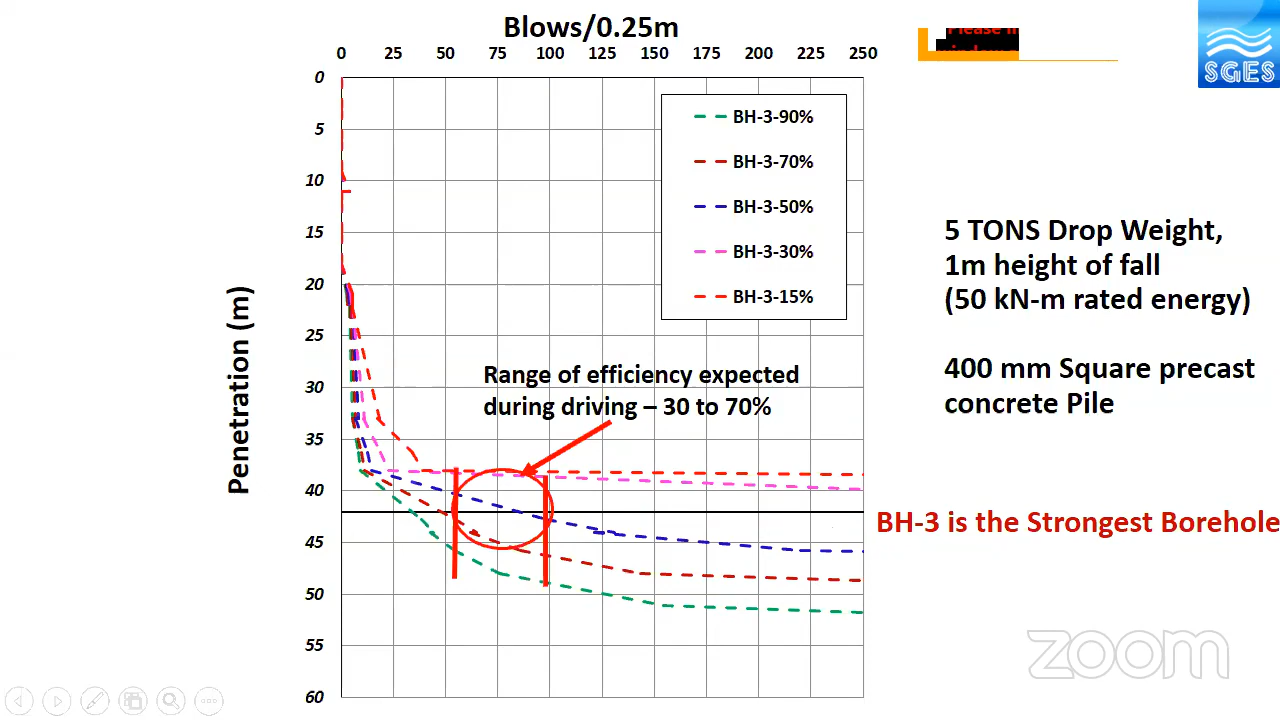 Blows/0.25m
0 25 50 75 100 125 150 175 200 225 250
0
5
10
15
20
25
30
35
40
45
50
55
60
Penetration (m)
BH-3-90%
BH-3-70%
BH-3-50%
BH-3-30%
BH-3-15%
Range of efficiency expected
during driving – 30 to 70%
Please
SGES
5 TONS Drop Weight,
1m height of fall
(50 kN-m rated energy)
400 mm Square precast
concrete Pile
BH-3 is the Strongest Borehole
zoom